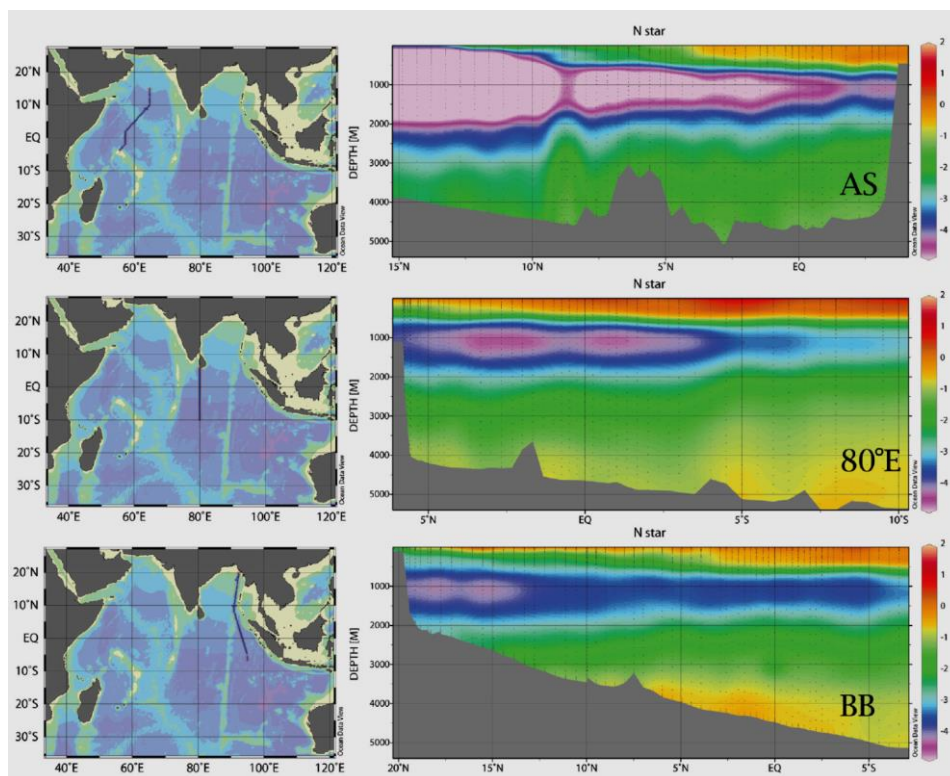 N star
20°N
10°N
EQ
10°S
20°S
30°S
40°E 60°E 80°E 100°E 120°E
Ocean Data View
DEPTH [M]
1000
2000
3000
4000
5000
15°N 10°N 5°N EQ
AS
Ocean Data View
2
1
0
-1
-2
-3
-4
N star
20°N
10°N
EQ
10°S
20°S
30°S
40°E 60°E 80°E 100°E 120°E
Ocean Data View
DEPTH [M]
1000
2000
3000
4000
5000
5°N EQ 5°S 10°S
80°E
Ocean Data View
2
1
0
-1
-2
-3
-4
N star
20°N
10°N
EQ
10°S
20°S
30°S
40°E 60°E 80°E 100°E 120°E
Ocean Data View
DEPTH [M]
1000
2000
3000
4000
5000
20°N 15°N 10°N 5°N EQ 5°S
BB
Ocean Data View
2
1
0
-1
-2
-3
-4